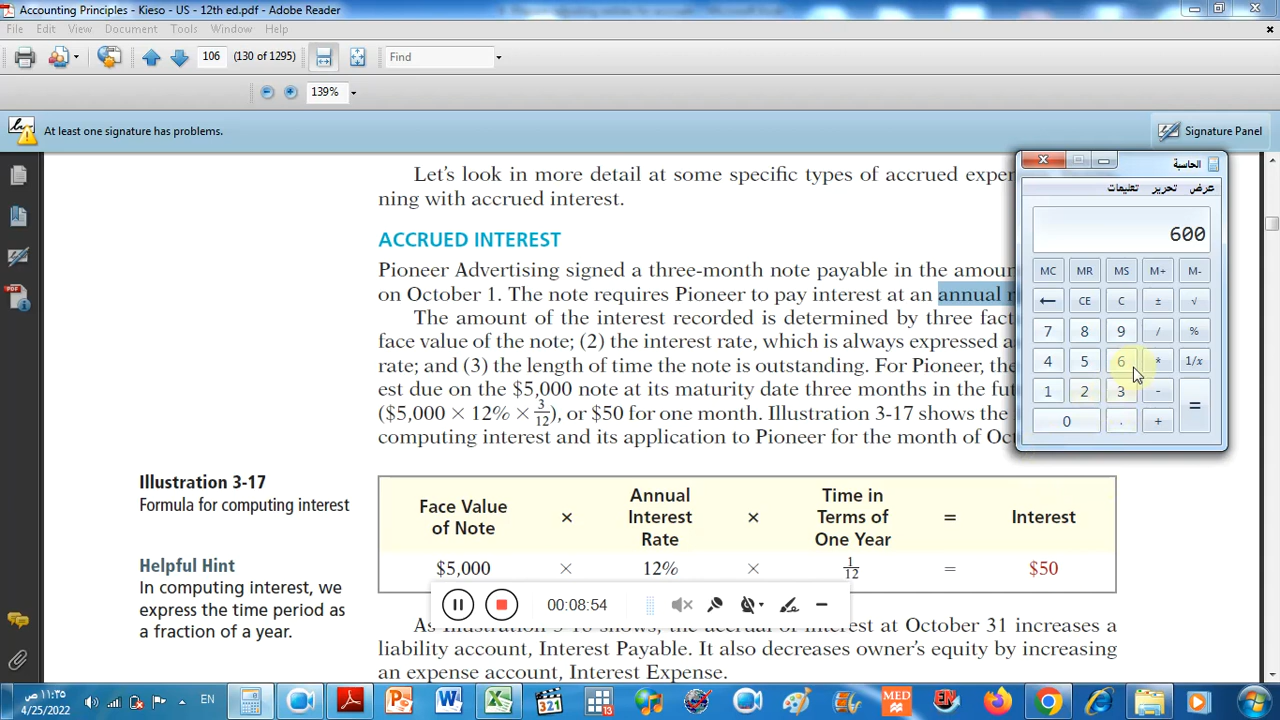 Accounting Principles - Kieso - US - 12th ed.pdf - Adobe Reader
File Edit View Document Tools Window Help
106 (130 of 1295) Find
139%
At least one signature has problems.
Signature Panel
Let's look in more detail at some specific types of accrued expen
ning with accrued interest.
ACCRUED INTEREST
Pioneer Advertising signed a three-month note payable in the amoun
on October 1. The note requires Pioneer to pay interest at an annual r
The amount of the interest recorded is determined by three fact
face value of the note; (2) the interest rate, which is always expressed a
rate; and (3) the length of time the note is outstanding. For Pioneer, the
est due on the $5,000 note at its maturity date three months in the futu
($5,000 × 12% × 3/12), or $50 for one month. Illustration 3-17 shows the
computing interest and its application to Pioneer for the month of Oc
الحاسبة
عرض تحرير تعليمات
600
MC MR MS M+ M-
← CE C ± √
7 8 9 / %
4 5 6 * 1/x
1 2 3 - =
0 . +
Illustration 3-17
Formula for computing interest
Face Value of Note × Annual Interest Rate × Time in Terms of One Year = Interest
$5,000 × 12% × 1/12 = $50
Helpful Hint
In computing interest, we
express the time period as
a fraction of a year.
00:08:54
liability account, Interest Payable. It also decreases owner's equity by increasing
an expense account, Interest Expense.
EN
321
13
MED
ص ١١:٣٥
4/25/2022